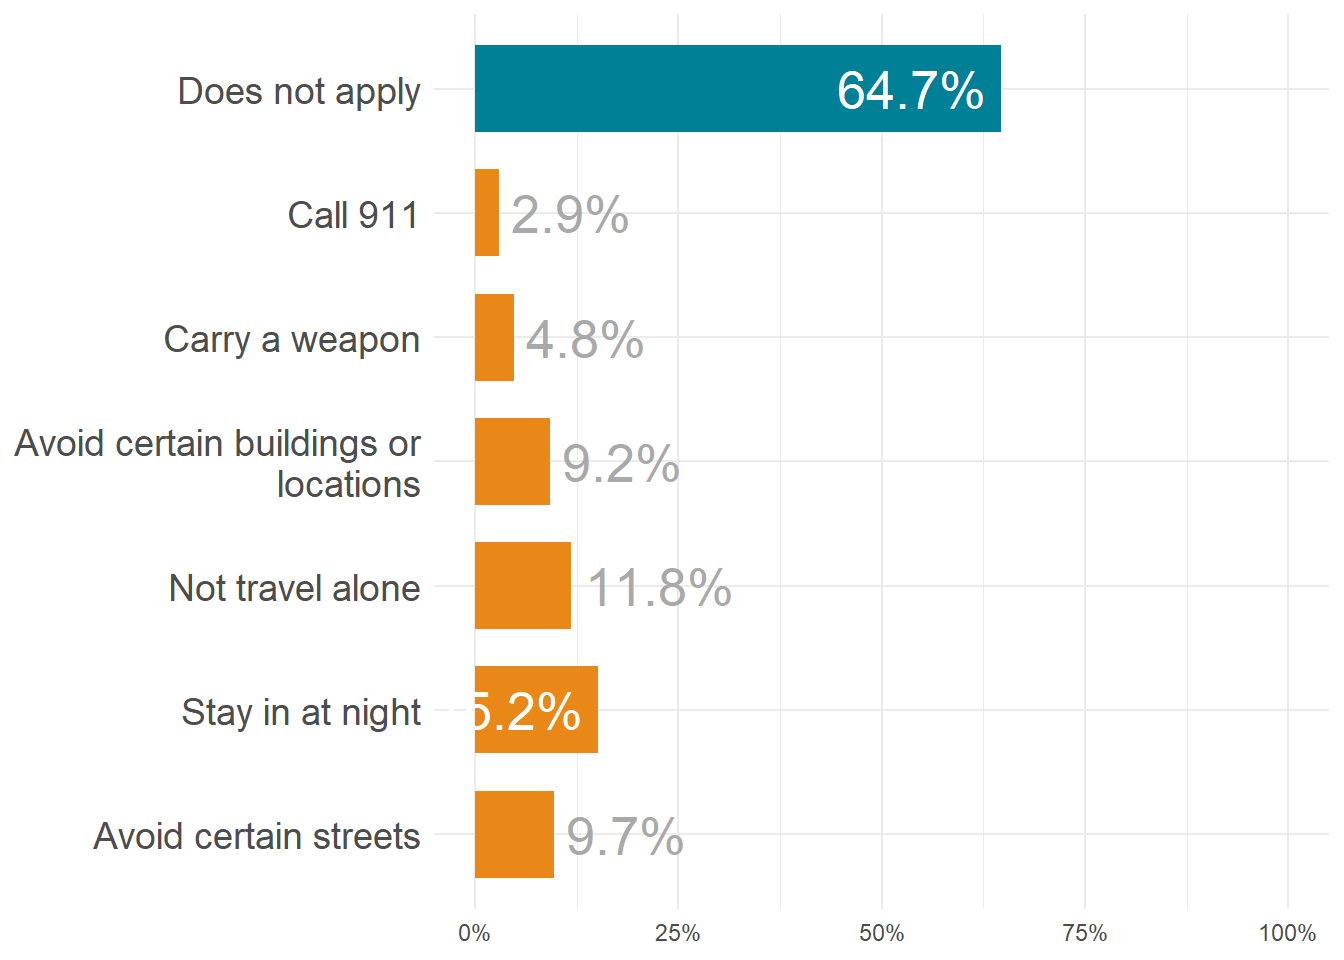 Does not apply
64.7%
Call 911
2.9%
Carry a weapon
4.8%
Avoid certain buildings or
locations
9.2%
Not travel alone
11.8%
Stay in at night
5.2%
Avoid certain streets
9.7%
0%
25%
50%
75%
100%